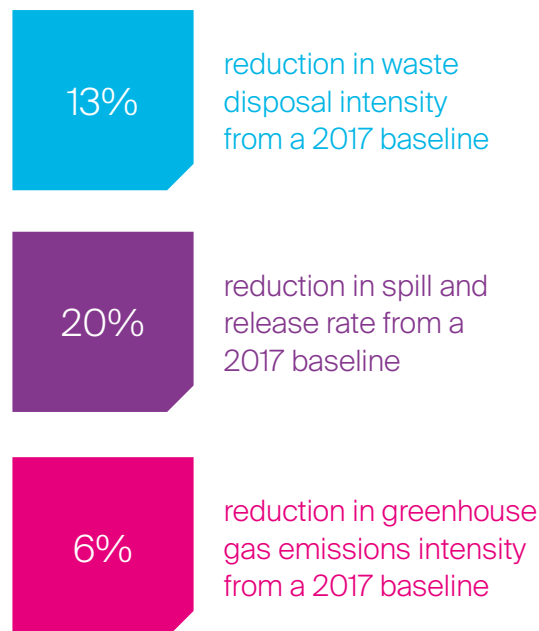 13%
reduction in waste
disposal intensity
from a 2017 baseline
20%
reduction in spill and
release rate from a
2017 baseline
6%
reduction in greenhouse
gas emissions intensity
from a 2017 baseline